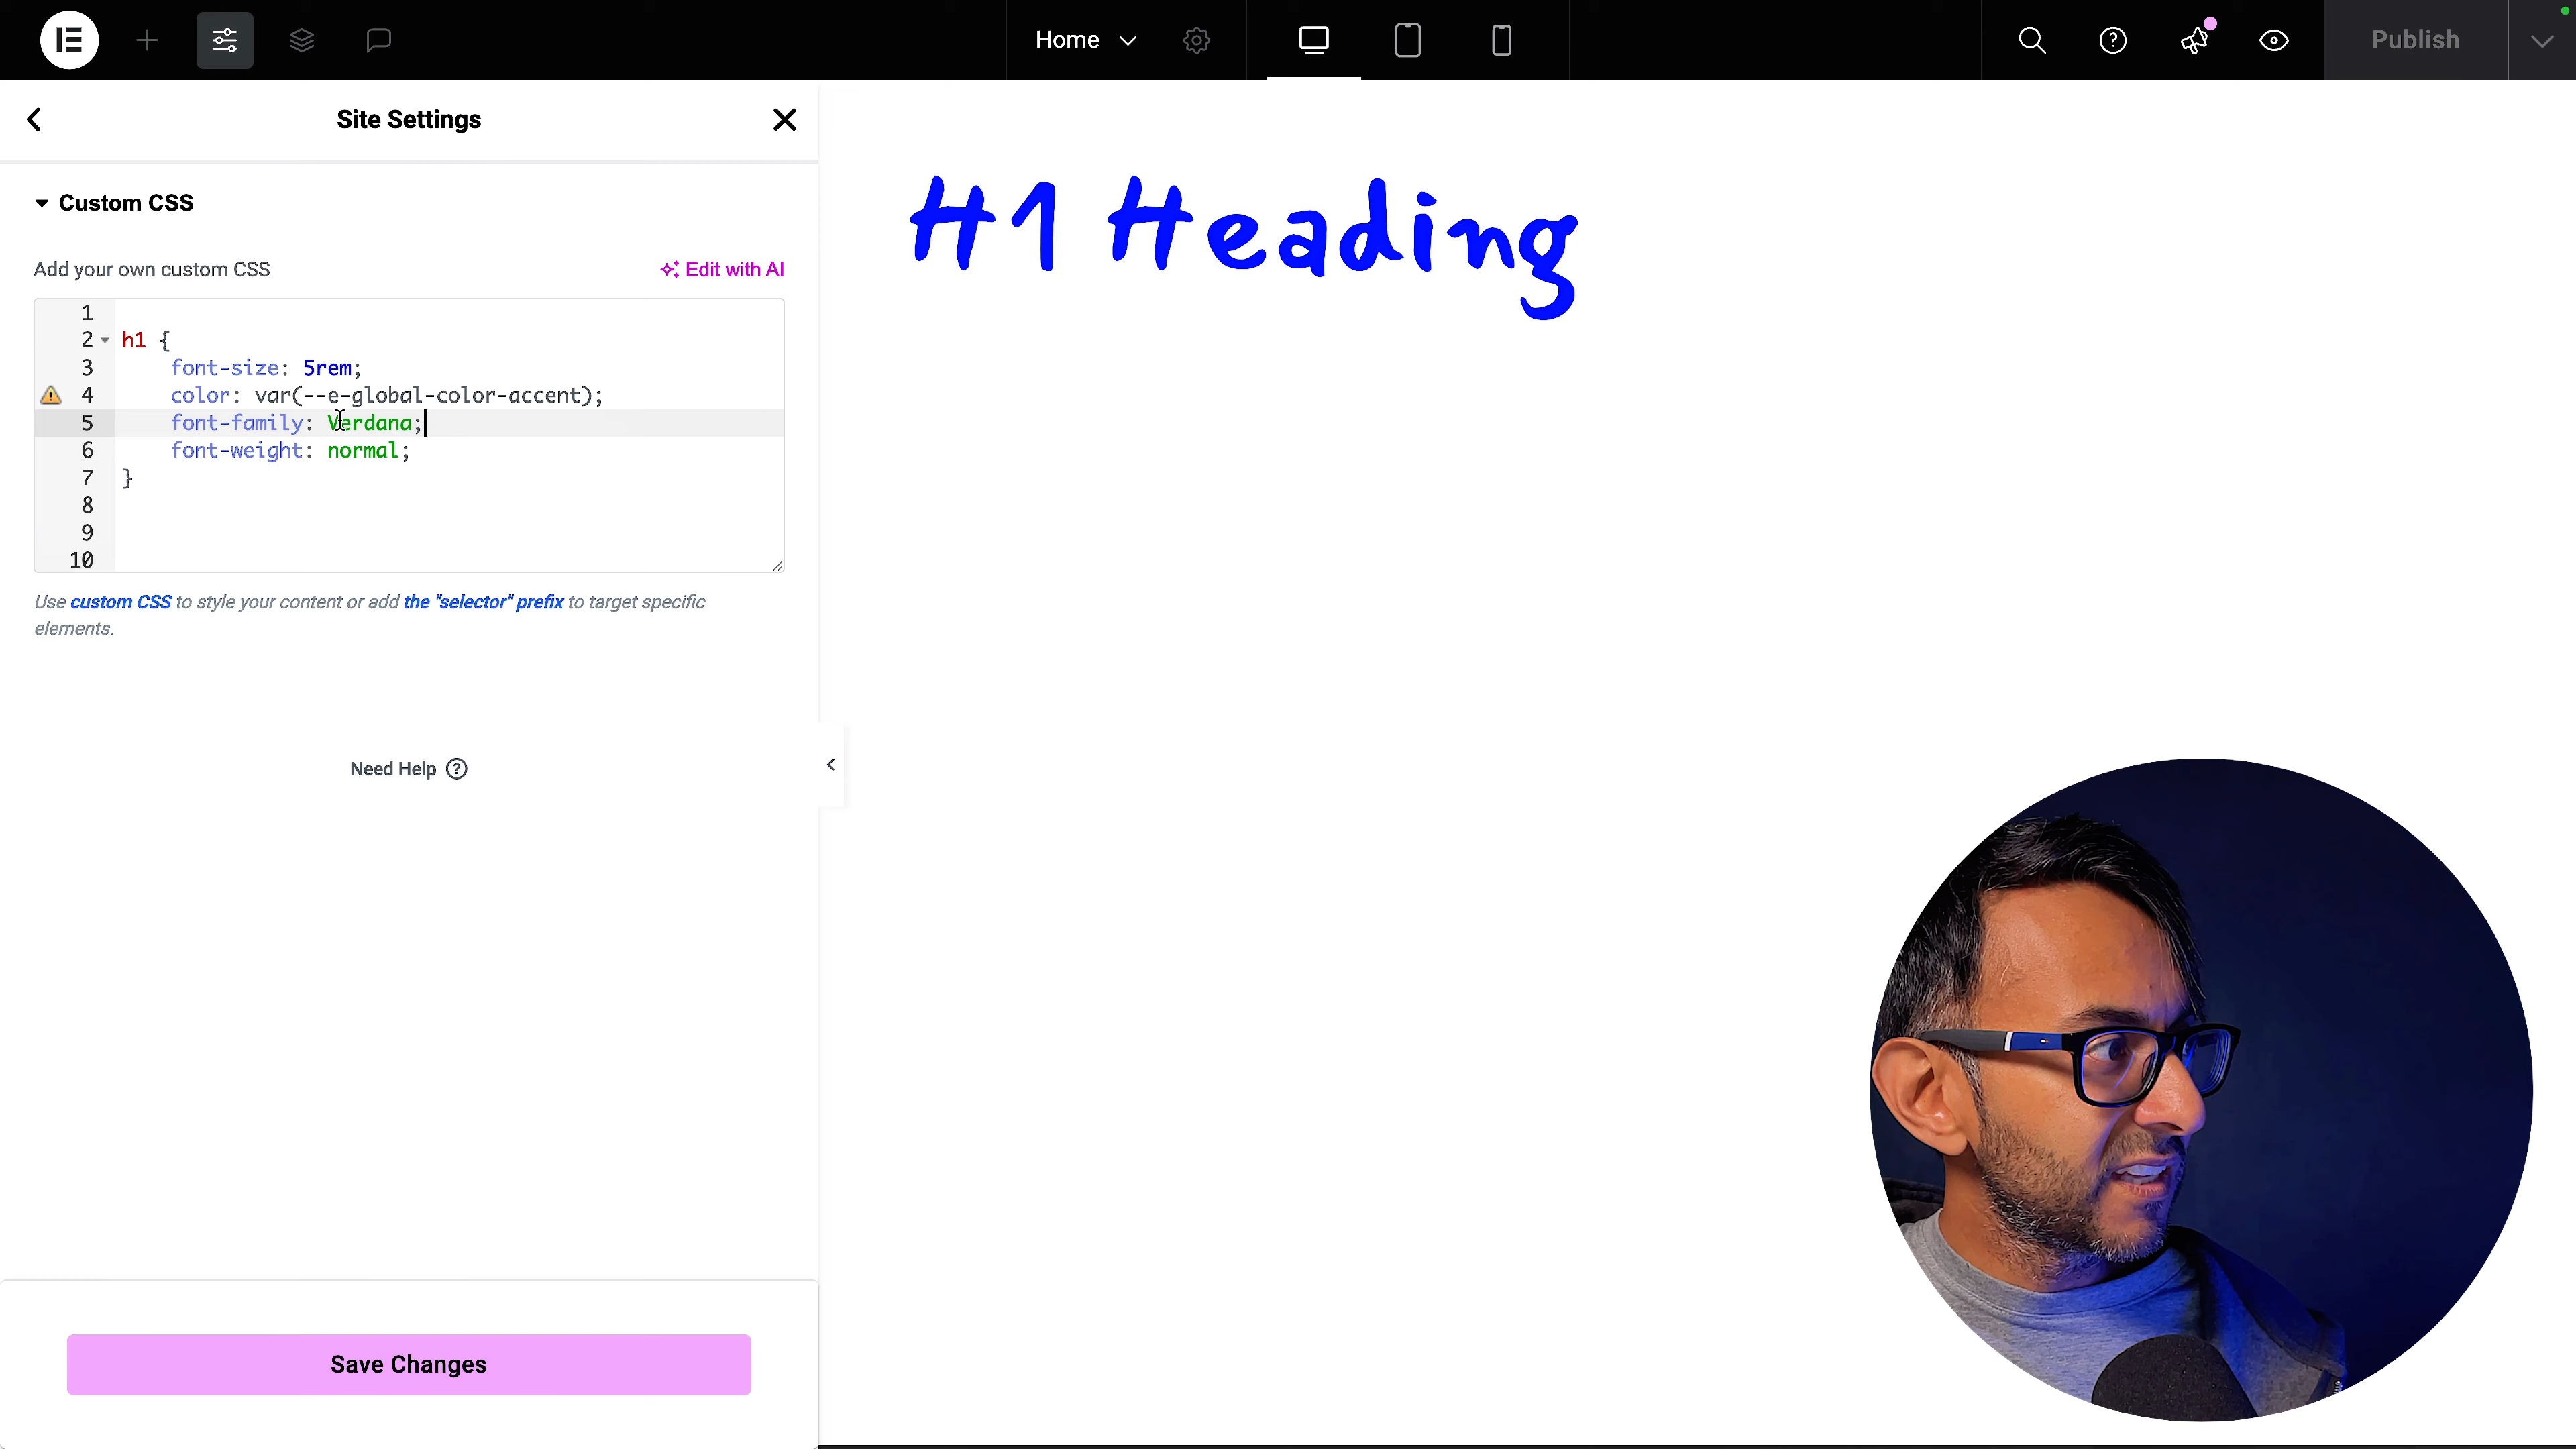 Home
Publish
Site Settings
Custom CSS
Add your own custom CSS
Edit with AI
1
2 h1 {
3 font-size: 5rem;
4 color: var(--e-global-color-accent);
5 font-family: Verdana;
6 font-weight: normal;
7 }
8
9
10
Use custom CSS to style your content or add the "selector" prefix to target specific
elements.
Need Help
Save Changes
H1 Heading